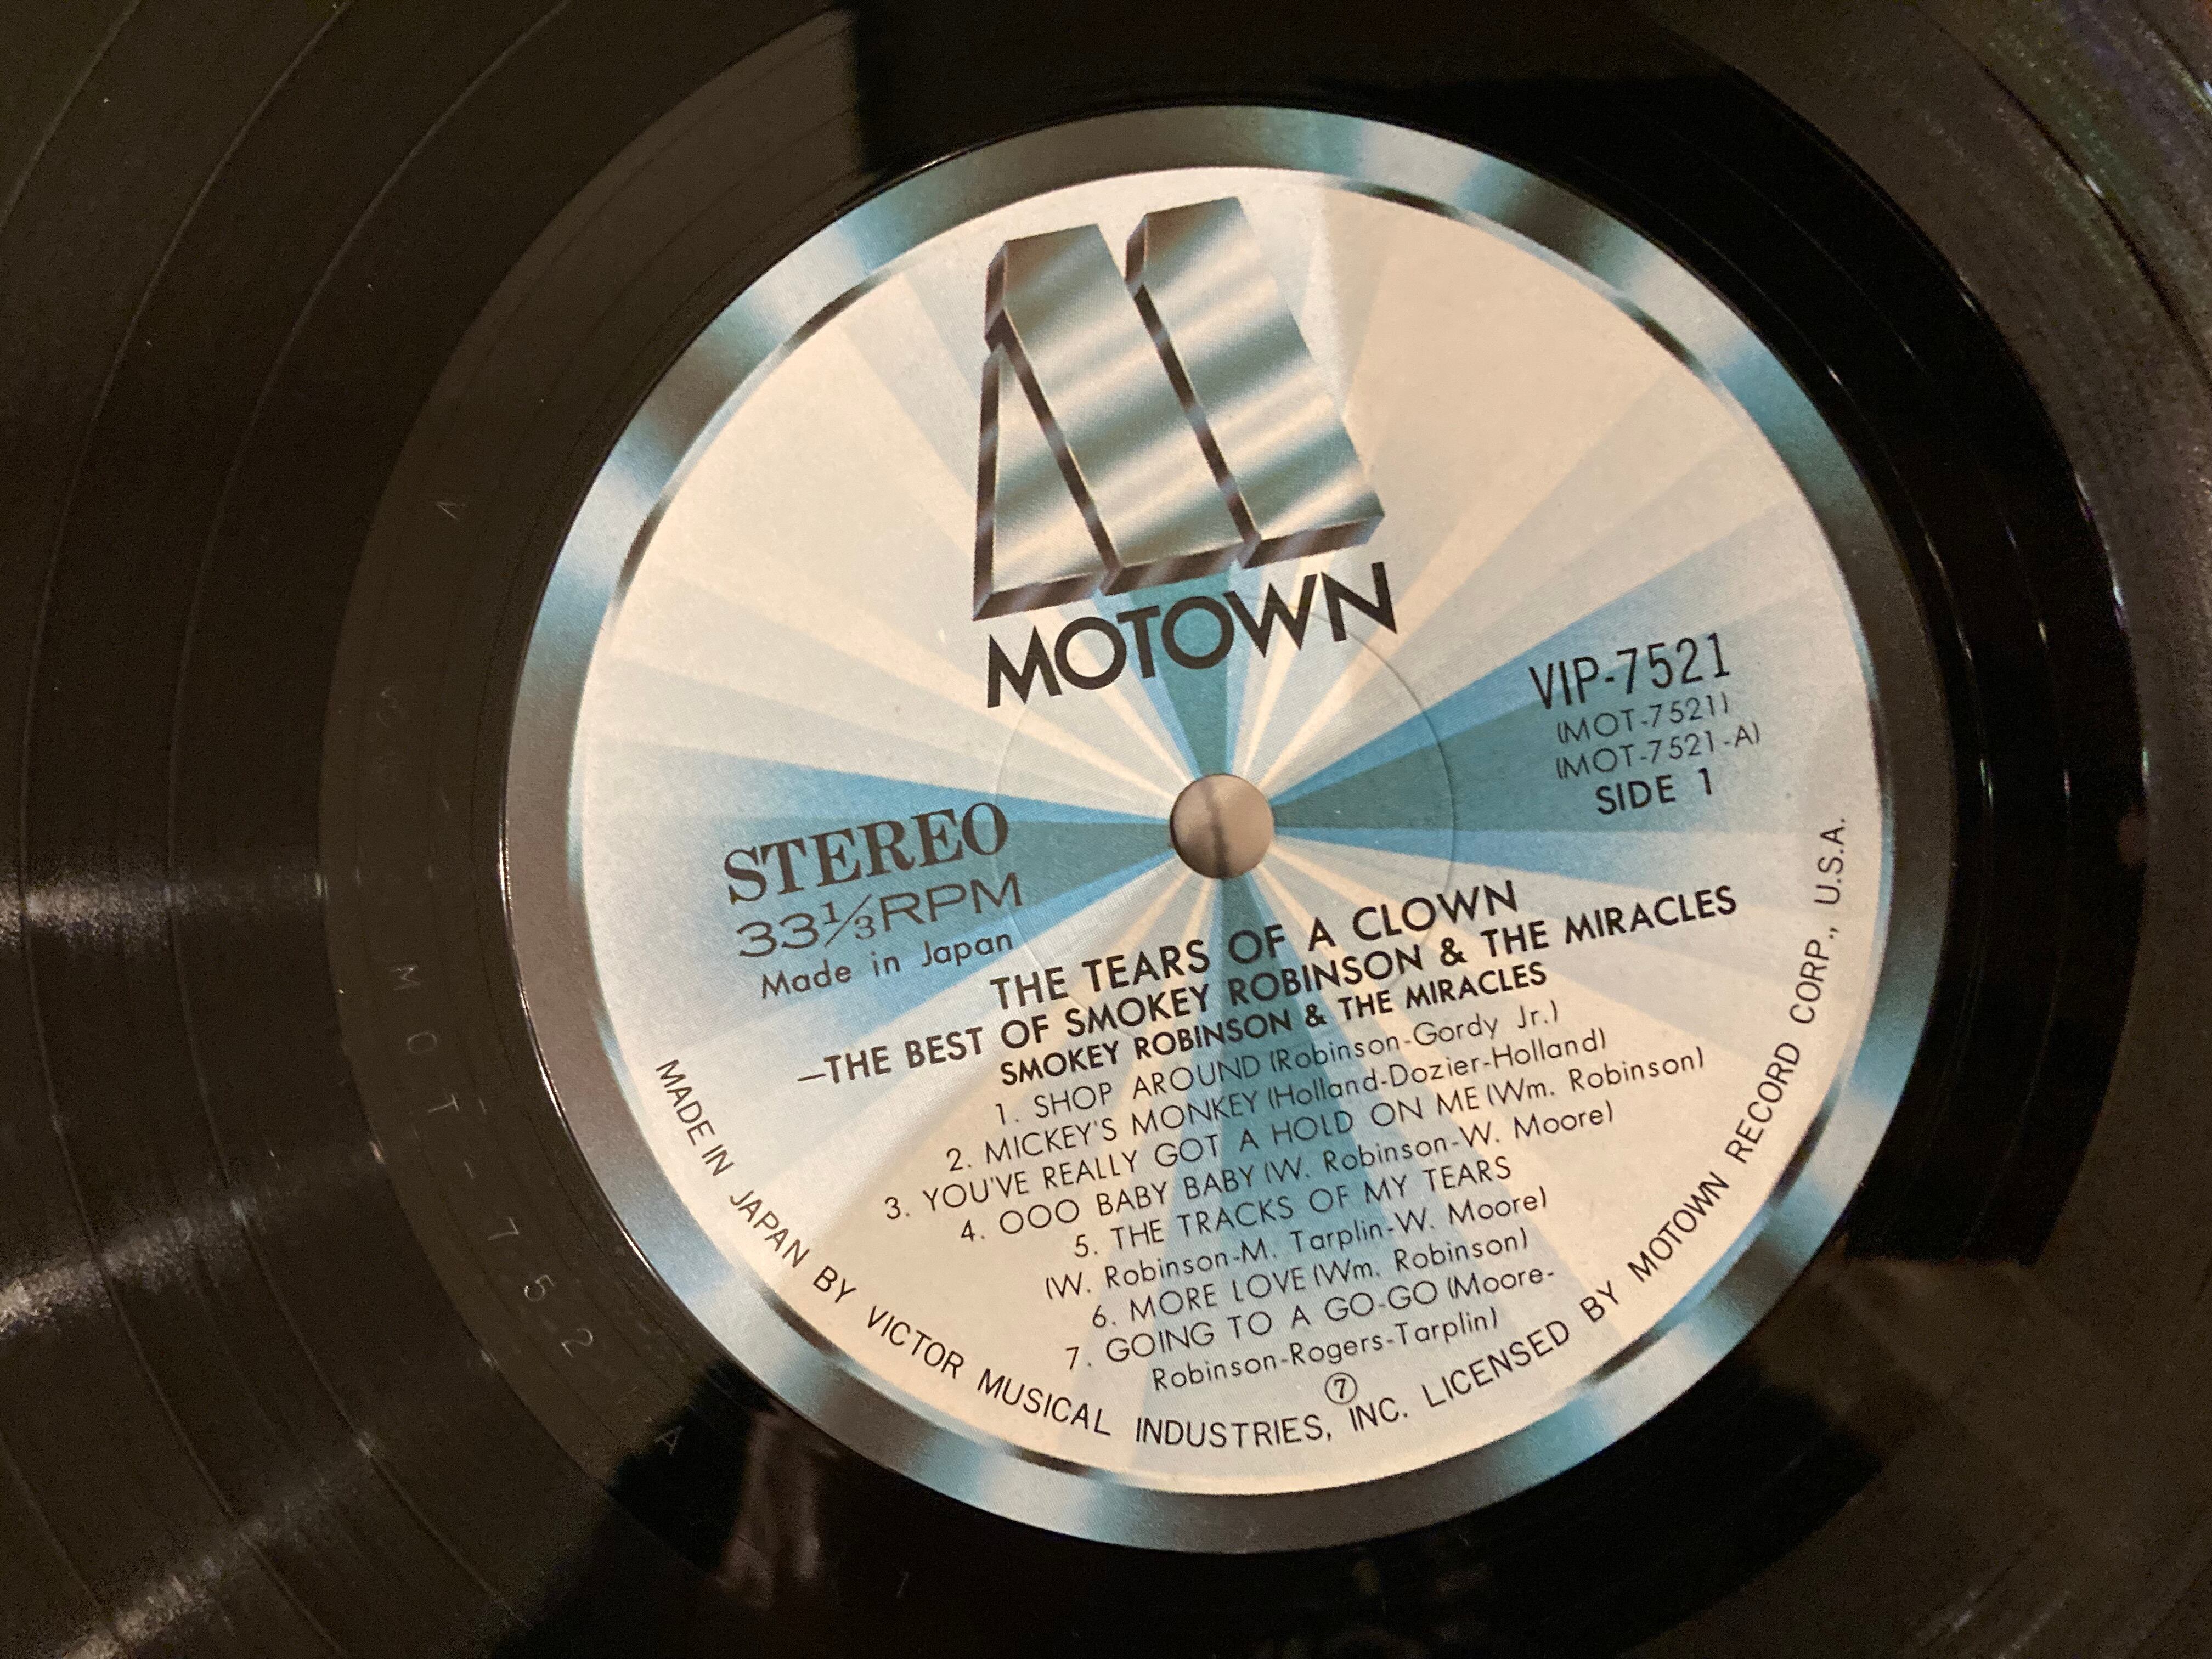 MOTOWN
VIP-7521
(MOT-7521)
(MOT-7521-A)
SIDE 1
STEREO
33⅓RPM
Made in Japan
THE TEARS OF A CLOWN
—THE BEST OF SMOKEY ROBINSON & THE MIRACLES
SMOKEY ROBINSON & THE MIRACLES
1. SHOP AROUND (Robinson-Gordy Jr.)
2. MICKEY'S MONKEY (Holland-Dozier-Holland)
3. YOU'VE REALLY GOT A HOLD ON ME (Wm. Robinson)
4. OOO BABY BABY (W. Robinson-W. Moore)
5. THE TRACKS OF MY TEARS
(W. Robinson-M. Tarplin-W. Moore)
6. MORE LOVE (Wm. Robinson)
7. GOING TO A GO-GO (Moore-
Robinson-Rogers-Tarplin)
⑦
MADE IN JAPAN BY VICTOR MUSICAL INDUSTRIES, INC. LICENSED BY MOTOWN RECORD CORP., U.S.A.